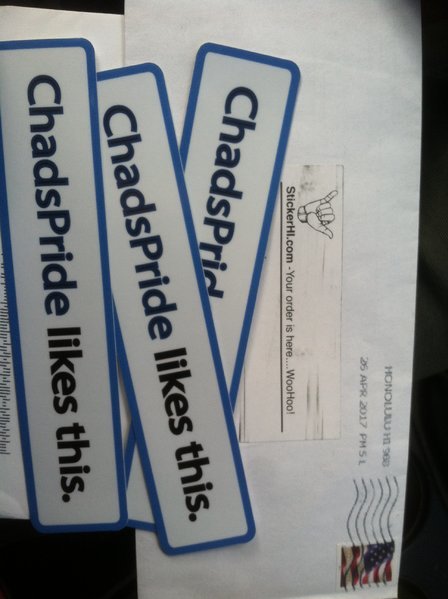 ChadsPride likes this.
ChadsPride likes this.
ChadsPrid
StickerHI.com -Your order is here... WooHoo!
HONOLULU HI 968
26 APR 2017 PM 5 L